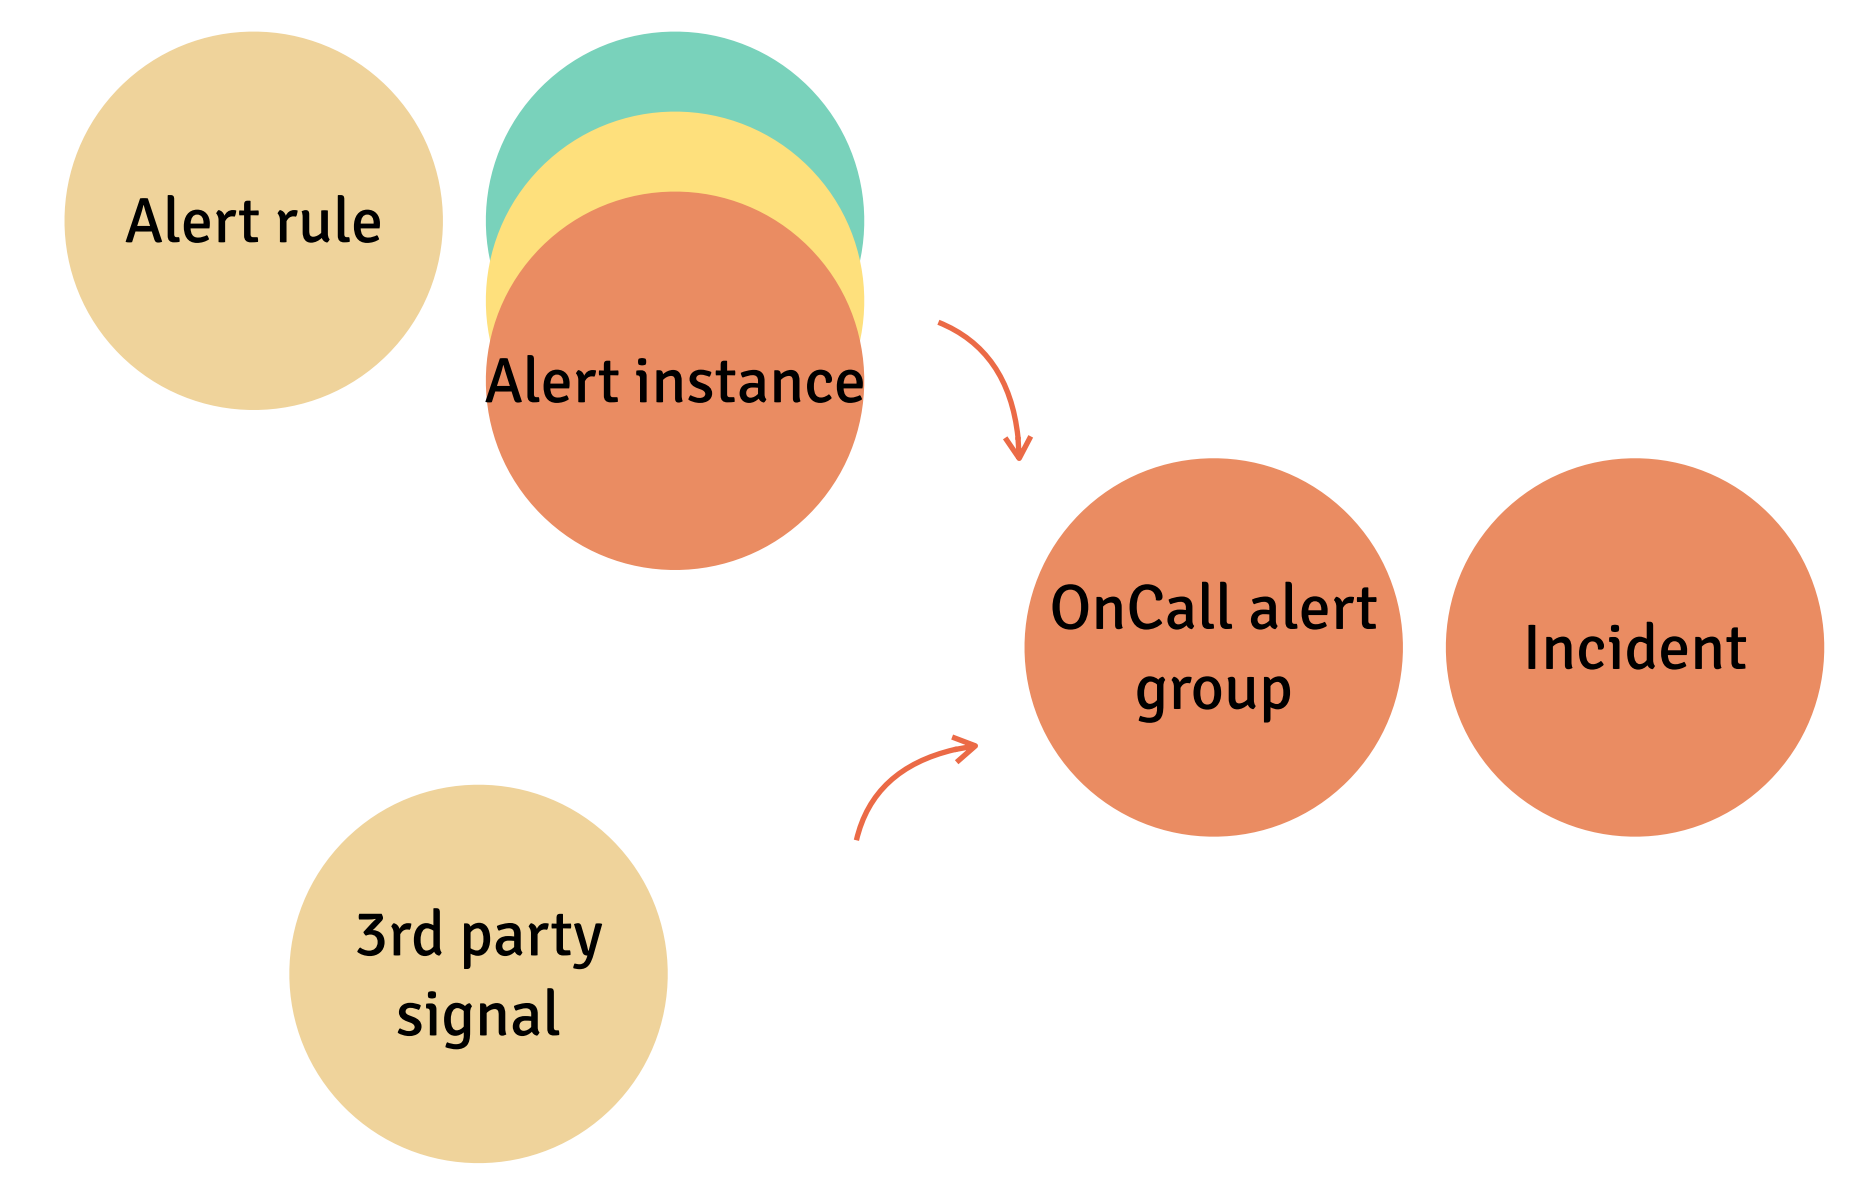 Alert rule
Alert instance
OnCall alert
group
Incident
3rd party
signal